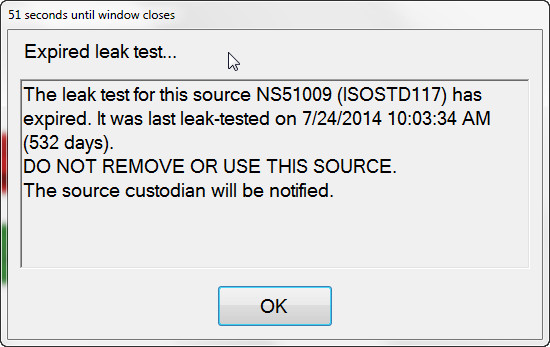 51 seconds until window closes
Expired leak test...
The leak test for this source NS51009 (ISOSTD117) has
expired. It was last leak-tested on 7/24/2014 10:03:34 AM
(532 days).
DO NOT REMOVE OR USE THIS SOURCE.
The source custodian will be notified.
OK